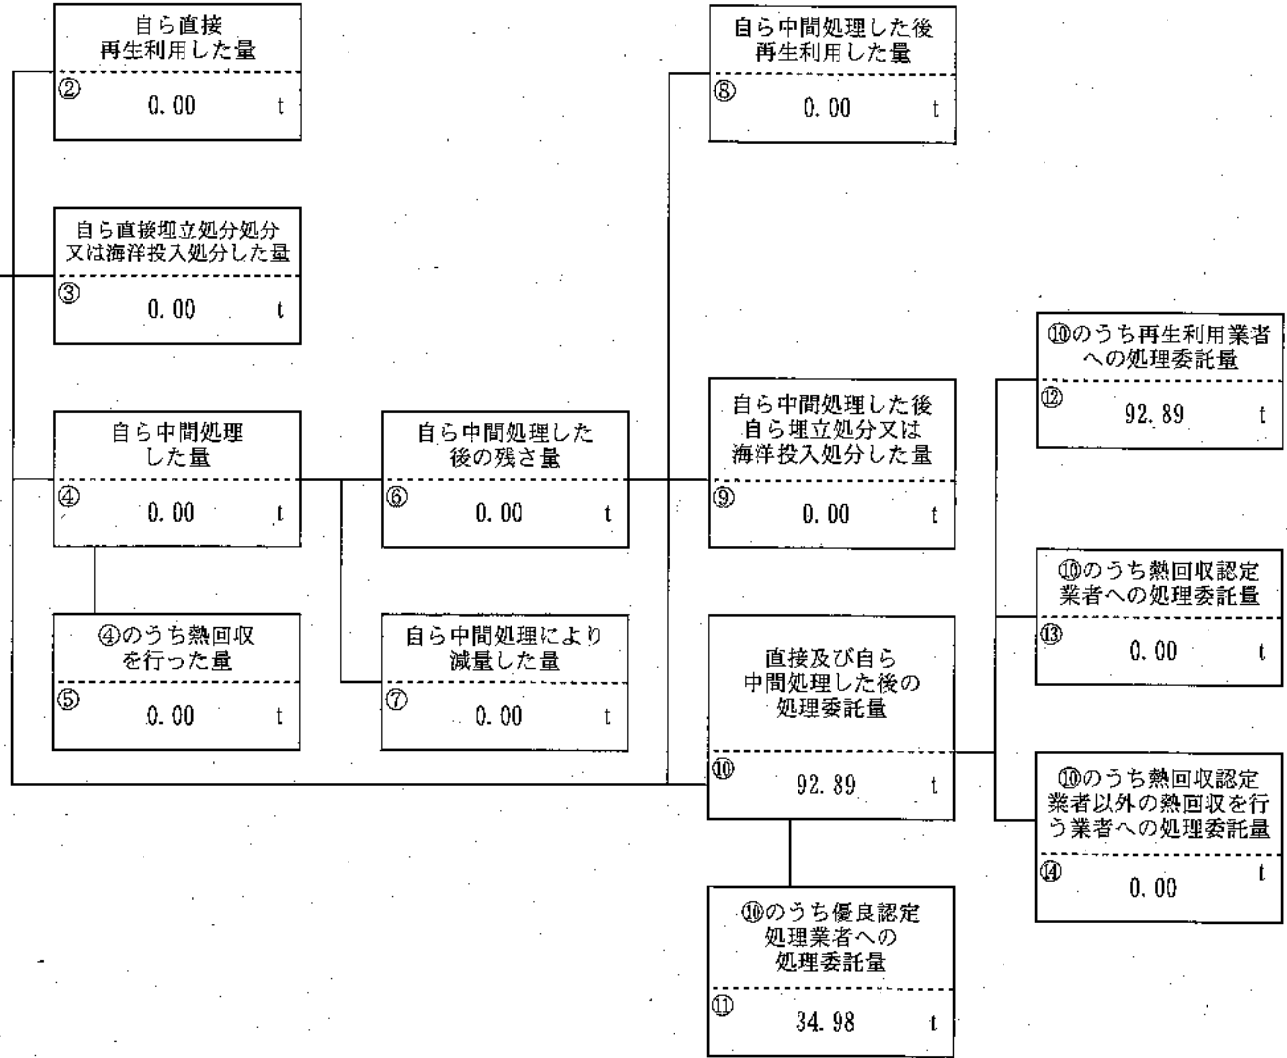 自ら直接
再生利用した量
② 0.00 t
自ら中間処理した後
再生利用した量
⑧ 0.00 t
自ら直接埋立処分処分
又は海洋投入処分した量
③ 0.00 t
自ら中間処理
した量
④ 0.00 t
自ら中間処理した
後の残さ量
⑥ 0.00 t
自ら中間処理した後
自ら埋立処分又は
海洋投入処分した量
⑨ 0.00 t
⑩のうち再生利用業者
への処理委託量
⑫ 92.89 t
④のうち熱回収
を行った量
⑤ 0.00 t
自ら中間処理により
減量した量
⑦ 0.00 t
直接及び自ら
中間処理した後の
処理委託量
⑩ 92.89 t
⑩のうち熱回収認定
業者への処理委託量
⑬ 0.00 t
⑩のうち熱回収認定
業者以外の熱回収を行
う業者への処理委託量
⑭ 0.00 t
⑩のうち優良認定
処理業者への
処理委託量
⑪ 34.98 t